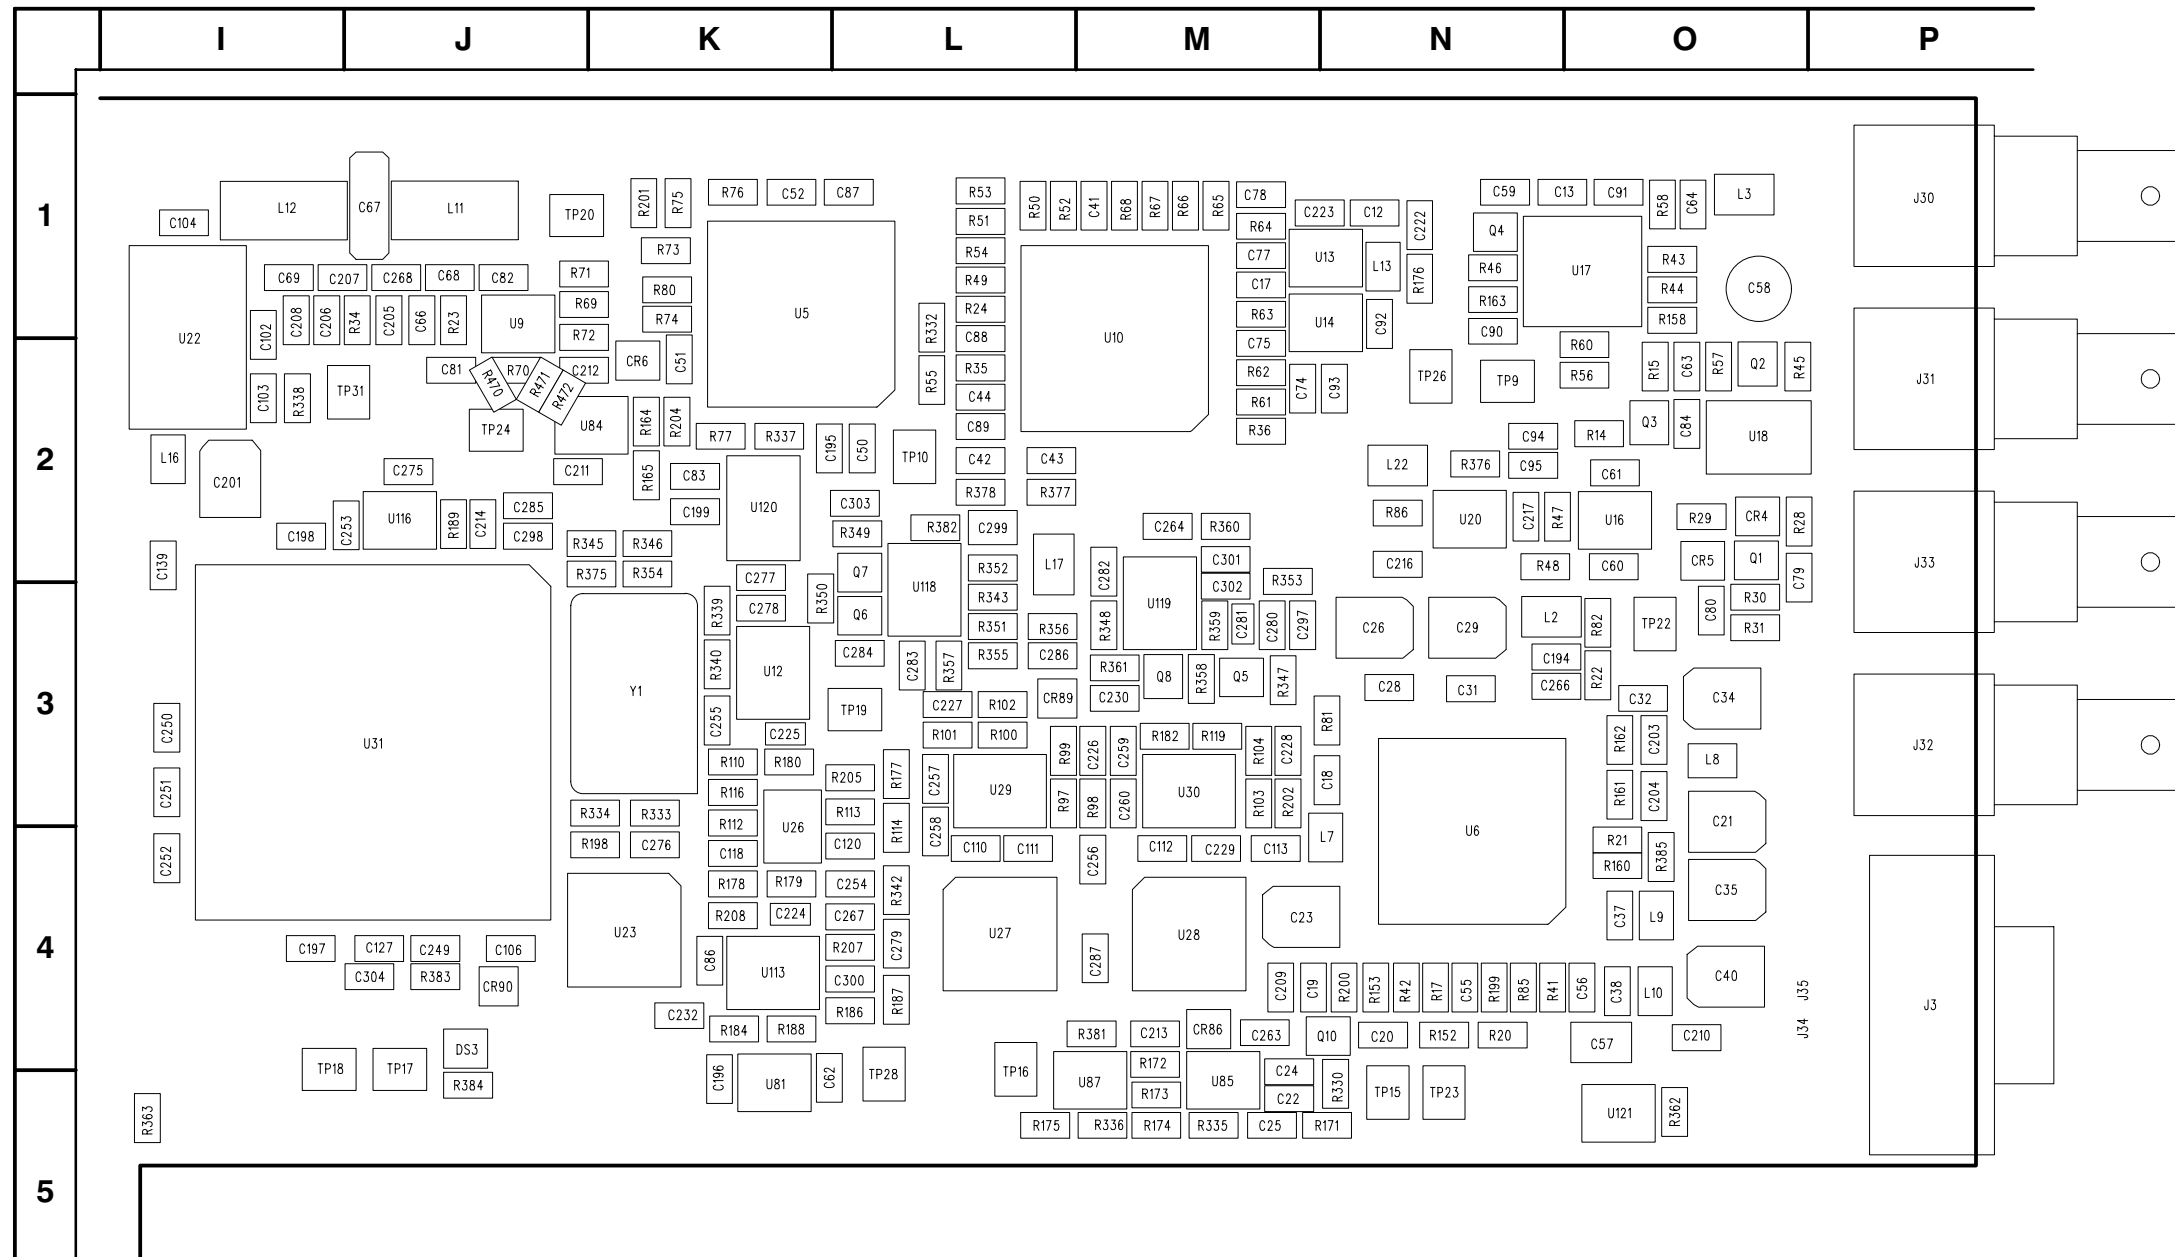 I J K L M N O P
1
R201 R75 R76 C52 C87 R53 R50 R52 C41 R68 R67 R66 R65 C78 C59 C13 C91 R58 C64 L3 J30
C104 L12 C67 L11 TP20 R51 R64 C223 C12 C222 Q4
R73 R54 C77 U13 L13 R43
C69 C207 C268 C68 C82 R71 R49 C17 R176 R46 U17
R80 R44 C58
C208 C206 R34 C205 C66 R23 U9 R69 R74 U5 R332 R24 R63 U14 C92 R163 R158
U22 C102 R72 C88 U10 C75 C90 R60
C81 R470 R70 R471 R472 C212 CR6 C51 R55 R35 R62 C74 C93 TP26 TP9 R56 R15 C63 R57 Q2 R45 J31
C103 R338 TP31 C44 R61
2
TP24 U84 R164 R204 R77 R337 C195 C50 C89 R36 C94 R14 Q3 C84 U18
L16 C201 C275 C211 R165 C83 TP10 C42 C43 L22 R376 C95 C61
C303 R378 R377
C253 U116 R189 C214 C285 C199 U120 R86 U20 C217 R47 U16 R29 CR4 R28
C198 C298 R345 R346 R349 R382 C299 C264 R360
C139 R375 R354 C277 Q7 R352 L17 C282 C301 C302 R353 C216 R48 C60 CR5 Q1 C79 J33
R339 C278 R350 Q6 U118 R343 U119 C80 R30
R351 R356 R348 R359 C281 C280 C297 C26 C29 L2 R82 TP22 R31
3
R340 U12 C284 C283 R357 R355 C286 R361 Q8 R358 Q5 R347 C194 R22
Y1 C230 C28 C31 C266 C32 C34
C250 U31 C255 C225 TP19 C227 R102 CR89 R81
R101 R100 R99 C226 C259 R182 R119 R104 C228 R162 C203 L8 J32
R110 R180 R205 R177 C257 U29 U30 C18
C251 R116 R97 R98 C260 R103 R202 R161 C204
R334 R333 R112 U26 R113 R114 C258 L7 U6 C21
4
C252 R198 C276 C118 C120 C110 C111 C256 C112 C229 C113 R21 R160 R385
R178 R179 C254 R342 C35
R208 C224 C267 C23 C37 L9
U23 U27 U28
C197 C127 C249 C106 C86 U113 R207 C279 C287
C304 R383 CR90 C300 R187 C209 C19 R200 R153 R42 R17 C55 R199 R85 R41 C56 C38 L10 C40 J35 J3
C232 R186
R184 R188 R381 C213 CR86 C263 Q10 C20 R152 R20 C57 C210 J34
DS3
TP18 TP17 TP28 TP16 R172 C24
R384 C196 U81 C62 U87 R173 U85 C22 R330 TP15 TP23
R363 R175 R336 R174 R335 C25 R171 U121 R362
5